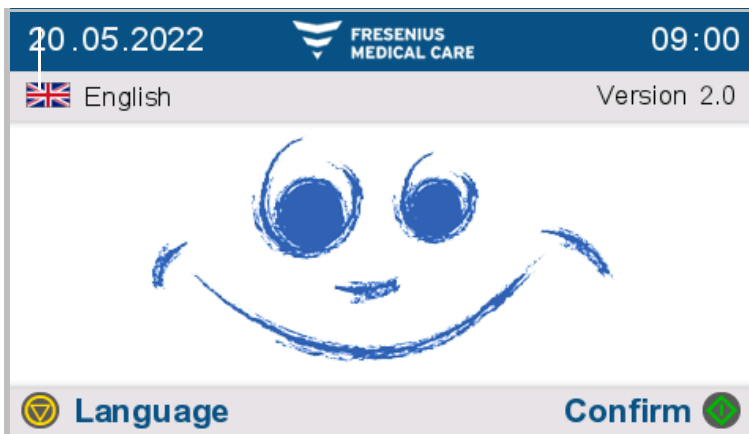 20.05.2022 FRESENIUS MEDICAL CARE 09:00
English Version 2.0
Language Confirm